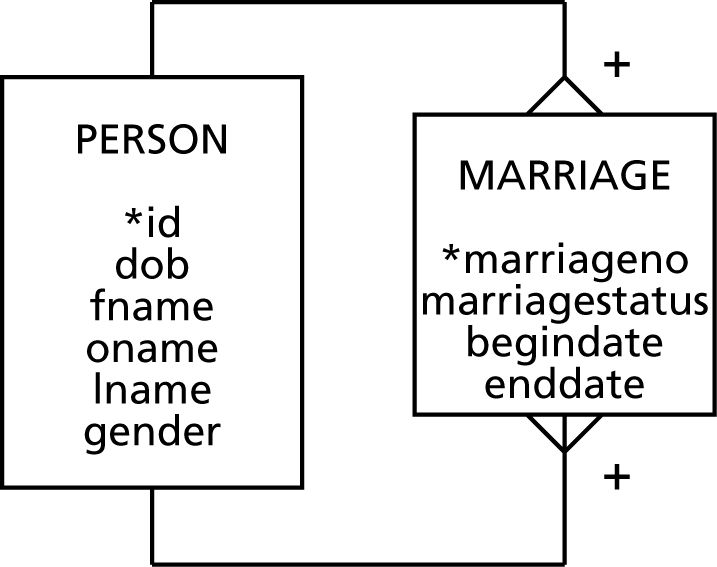 PERSON
*id
dob
fname
oname
lname
gender
+
MARRIAGE
*marriageno
marriagestatus
begindate
enddate
+